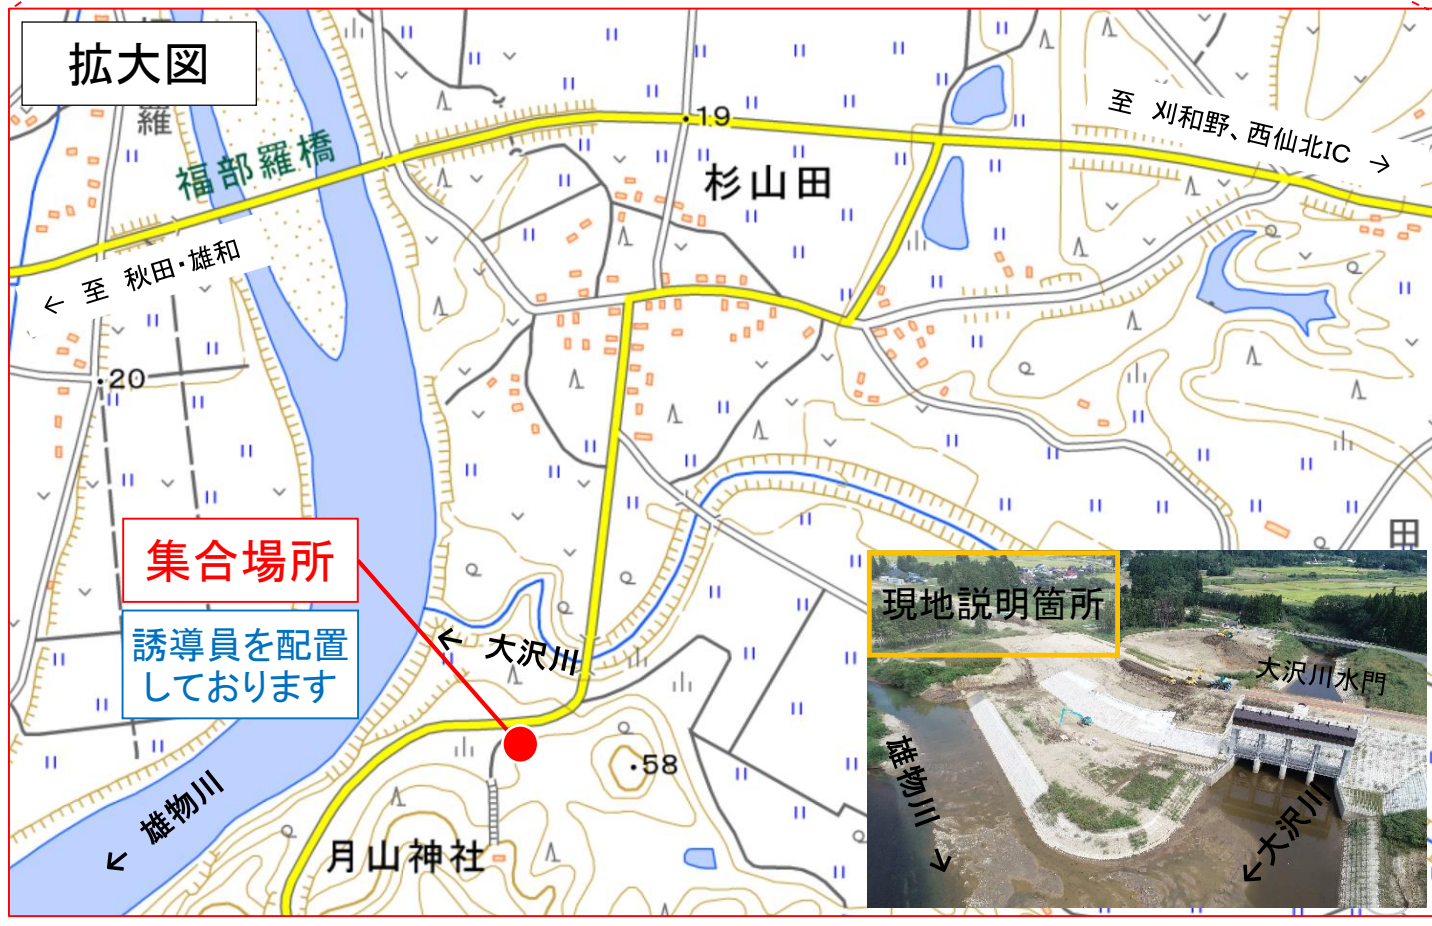 拡大図
羅
福部羅橋
19
至 刈和野、西仙北IC →
杉山田
← 至 秋田・雄和
20
集合場所
誘導員を配置
しております
← 大沢川
田
現地説明箇所
大沢川水門
雄物川 →
← 大沢川
58
← 雄物川
月山神社